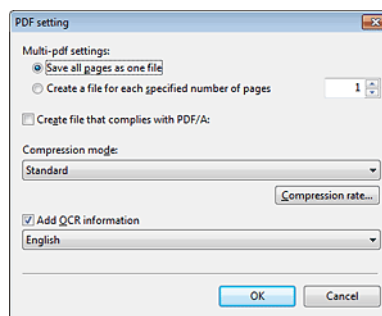 PDF setting
Multi-pdf settings:
Save all pages as one file
Create a file for each specified number of pages
1
Create file that complies with PDF/A:
Compression mode:
Standard
Compression rate...
Add OCR information
English
OK
Cancel